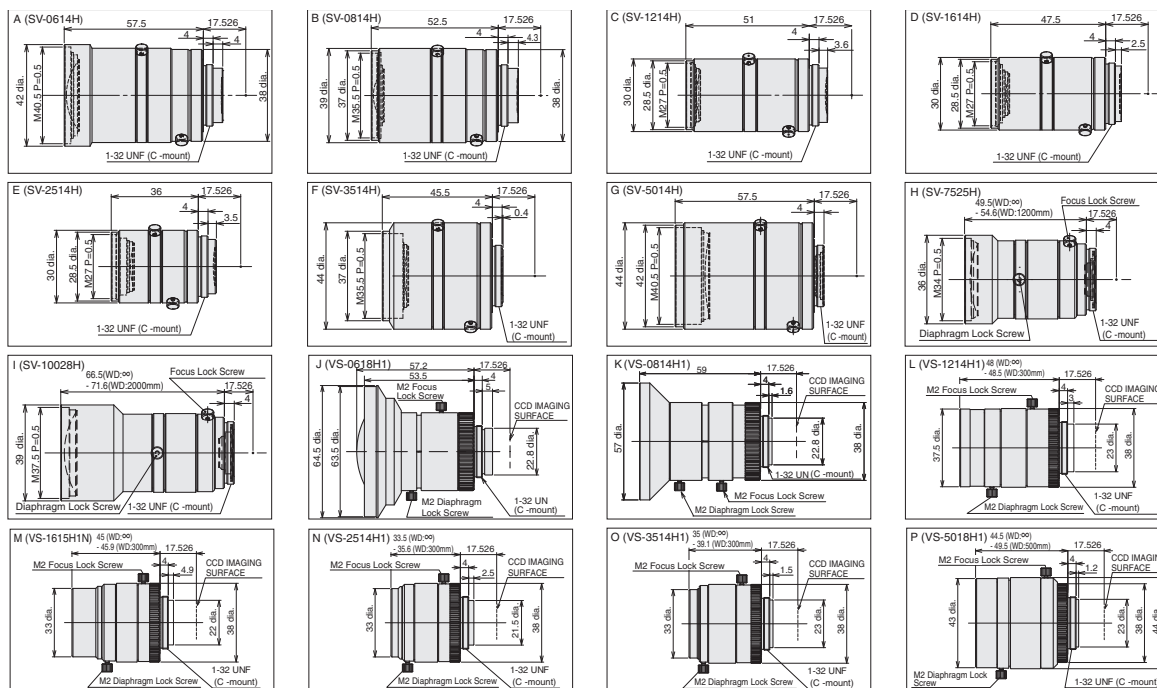 A (SV-0614H)
57.5
17.526
4
4
42 dia.
M40.5 P=0.5
38 dia.
1-32 UNF (C -mount)
B (SV-0814H)
52.5
17.526
4
4.3
39 dia.
37 dia.
M35.5 P=0.5
38 dia.
1-32 UNF (C -mount)
C (SV-1214H)
51
17.526
4
3.6
30 dia.
28.5 dia.
M27 P=0.5
1-32 UNF (C -mount)
D (SV-1614H)
47.5
17.526
4
2.5
30 dia.
28.5 dia.
M27 P=0.5
1-32 UNF (C -mount)
E (SV-2514H)
36
17.526
4
3.5
30 dia.
28.5 dia.
M27 P=0.5
1-32 UNF (C -mount)
F (SV-3514H)
45.5
17.526
4
0.4
44 dia.
37 dia.
M35.5 P=0.5
1-32 UNF
(C -mount)
G (SV-5014H)
57.5
17.526
4
44 dia.
42 dia.
M40.5 P=0.5
1-32 UNF
(C -mount)
H (SV-7525H)
49.5(WD:∞)
- 54.6(WD:1200mm)
Focus Lock Screw
17.526
4
36 dia.
M34 P=0.5
Diaphragm Lock Screw
1-32 UNF
(C -mount)
I (SV-10028H)
66.5(WD:∞)
- 71.6(WD:2000mm)
Focus Lock Screw
17.526
4
39 dia.
M37.5 P=0.5
Diaphragm Lock Screw
1-32 UNF (C -mount)
J (VS-0618H1)
57.2
17.526
53.5
4
5
M2 Focus
Lock Screw
CCD IMAGING
SURFACE
64.5 dia.
63.5 dia.
22.8 dia.
M2 Diaphragm
Lock Screw
1-32 UN
(C -mount)
K (VS-0814H1)
59
17.526
4
1.6
CCD IMAGING
SURFACE
57 dia.
22.8 dia.
38 dia.
1-32 UN (C -mount)
M2 Focus Lock Screw
M2 Diaphragm Lock Screw
L (VS-1214H1)
48 (WD:∞)
- 48.5 (WD:300mm)
17.526
M2 Focus Lock Screw
4
3
CCD IMAGING
SURFACE
37.5 dia.
23 dia.
38 dia.
M2 Diaphragm Lock Screw
1-32 UNF
(C -mount)
M (VS-1615H1N)
45 (WD:∞)
- 45.9 (WD:300mm)
17.526
4
4.9
M2 Focus Lock Screw
CCD IMAGING
SURFACE
33 dia.
22 dia.
38 dia.
M2 Diaphragm Lock Screw
1-32 UNF
(C -mount)
N (VS-2514H1)
33.5 (WD:∞)
- 35.6 (WD:300mm)
17.526
4
2.5
M2 Focus Lock Screw
CCD IMAGING
SURFACE
33 dia.
21.5 dia.
38 dia.
M2 Diaphragm Lock Screw
1-32 UNF
(C -mount)
O (VS-3514H1)
35 (WD:∞)
- 39.1 (WD:300mm)
17.526
4
1.5
M2 Focus Lock Screw
CCD IMAGING
SURFACE
33 dia.
23 dia.
38 dia.
M2 Diaphragm Lock Screw
1-32 UNF
(C -mount)
P (VS-5018H1)
44.5 (WD:∞)
- 49.5 (WD:500mm)
17.526
4
1.2
M2 Focus Lock Screw
CCD IMAGING
SURFACE
43 dia.
23 dia.
38 dia.
44 dia.
M2 Diaphragm Lock
Screw
1-32 UNF (C -mount)